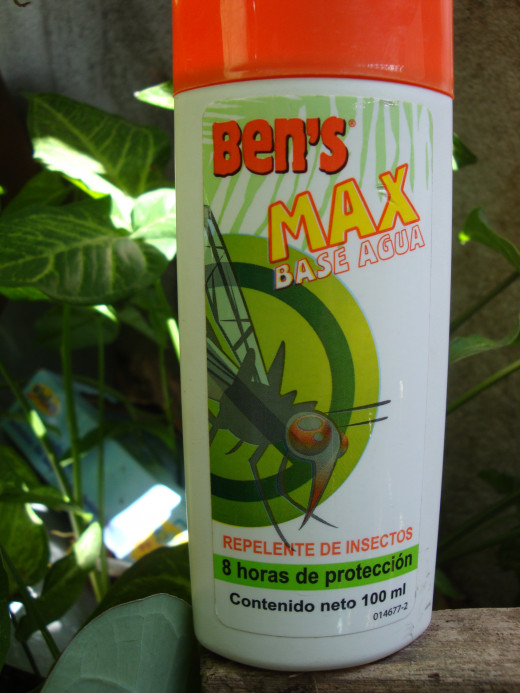 Ben's®
MAX
BASE AGUA
REPELENTE DE INSECTOS
8 horas de protección
Contenido neto 100 ml
014677-2